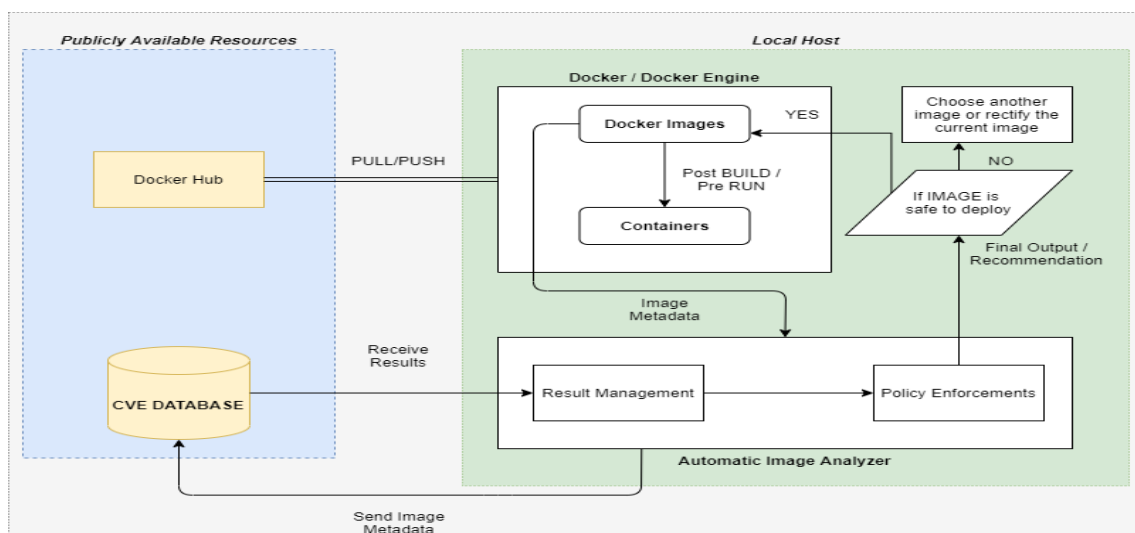 Publicly Available Resources
Local Host
Docker / Docker Engine
Docker Images
YES
Choose another
image or rectify the
current image
PULL/PUSH
Docker Hub
Post BUILD /
Pre RUN
NO
If IMAGE is
safe to deploy
Containers
Final Output /
Recommendation
Image
Metadata
Receive
Results
CVE DATABASE
Result Management
Policy Enforcements
Automatic Image Analyzer
Send Image
Metadata